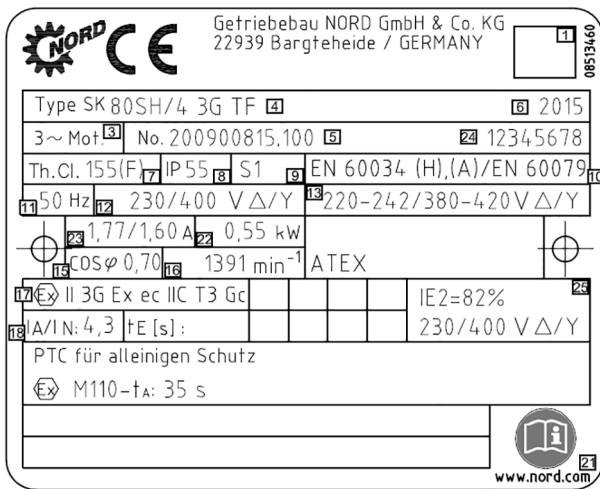 NORD CE Getriebebau NORD GmbH & Co. KG 1
22939 Bargteheide / GERMANY
08513460
Type SK 80SH/4 3G TF 4 6 2015
3~ Mot. 3 No. 200900815,100 5 24 12345678
Th.Cl. 155(F) 7 IP 55 8 S1 9 EN 60034 (H),(A)/EN 60079 10
11 50 Hz 12 230/400 V Δ/Y 13 220-242/380-420V Δ/Y
23 1,77/1,60 A 22 0,55 kW
15 COSφ 0,70 16 1391 min⁻¹ ATEX
17 Ex II 3G Ex ec IIC T3 Gc IE2=82% 25
18 IA/I N: 4,3 tE [s] : 230/400 V Δ/Y
PTC für alleinigen Schutz
Ex M110-tA: 35 s
i
21
www.nord.com